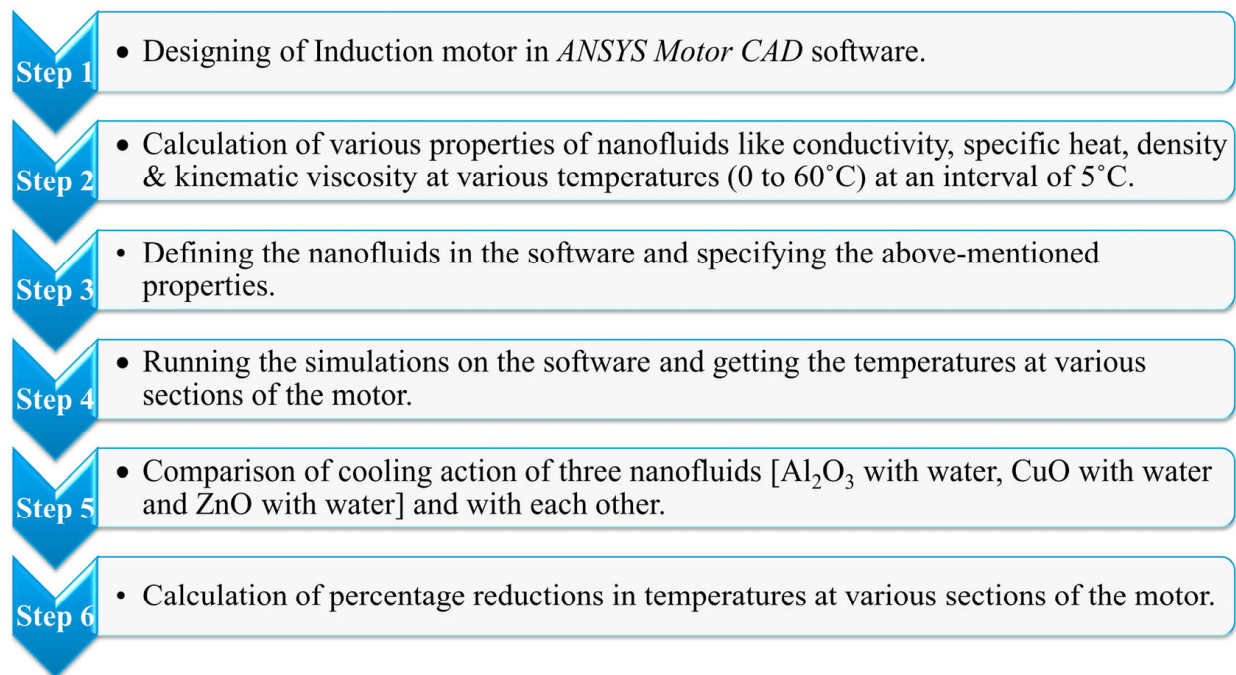 Step 1
• Designing of Induction motor in ANSYS Motor CAD software.
Step 2
• Calculation of various properties of nanofluids like conductivity, specific heat, density
& kinematic viscosity at various temperatures (0 to 60˚C) at an interval of 5˚C.
Step 3
• Defining the nanofluids in the software and specifying the above-mentioned
properties.
Step 4
• Running the simulations on the software and getting the temperatures at various
sections of the motor.
Step 5
• Comparison of cooling action of three nanofluids [Al₂O₃ with water, CuO with water
and ZnO with water] and with each other.
Step 6
• Calculation of percentage reductions in temperatures at various sections of the motor.